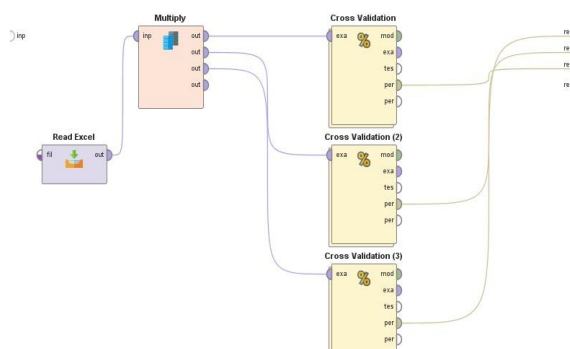 inp
Multiply
inp
out
out
out
out
Read Excel
fil
out
Cross Validation
exa
mod
exa
tes
per
per
Cross Validation (2)
exa
mod
exa
tes
per
per
Cross Validation (3)
exa
mod
exa
tes
per
per
re
re
re
re